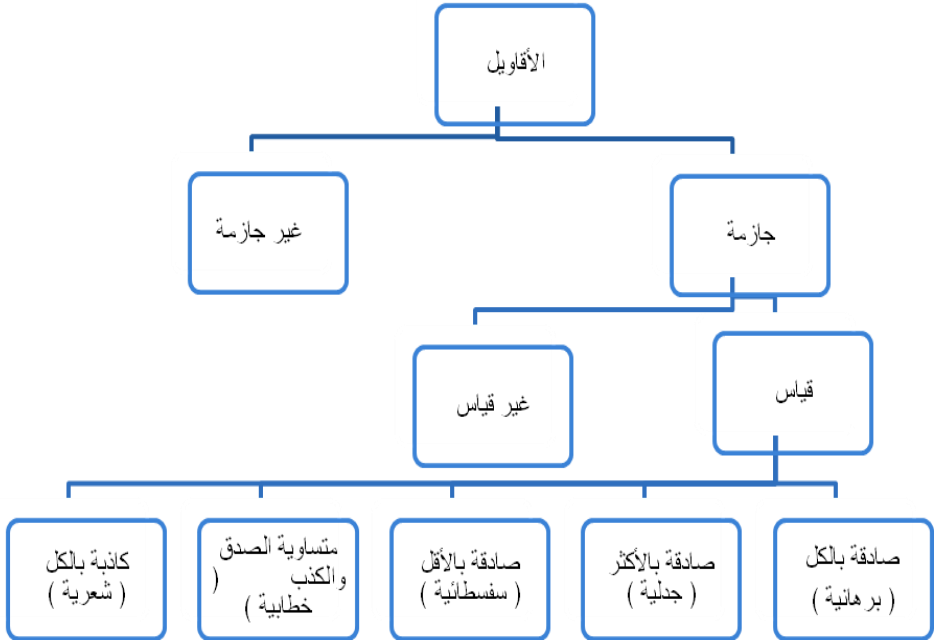 الأقاويل
جازمة
غير جازمة
قياس
غير قياس
صادقة بالكل
( برهانية )
صادقة بالأكثر
( جدلية )
صادقة بالأقل
( سفسطائية )
متساوية الصدق
والكذب (
خطابية )
كاذبة بالكل
( شعرية )